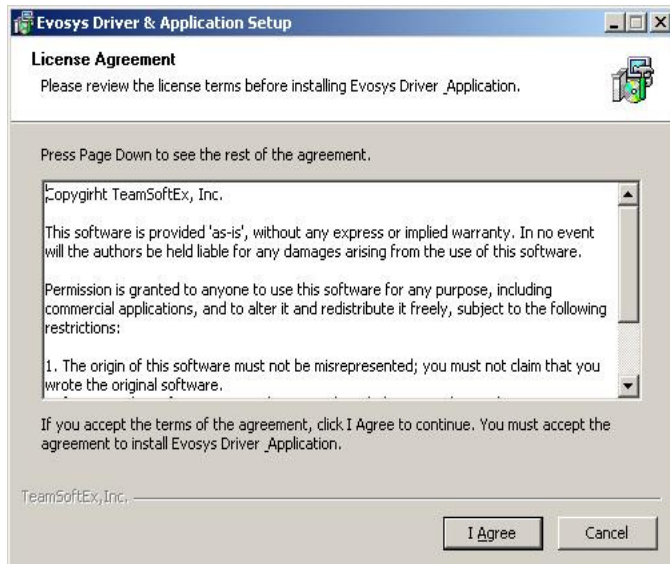 Evosys Driver & Application Setup
License Agreement
Please review the license terms before installing Evosys Driver _Application.
Press Page Down to see the rest of the agreement.
Copygirht TeamSoftEx, Inc.
This software is provided 'as-is', without any express or implied warranty. In no event
will the authors be held liable for any damages arising from the use of this software.
Permission is granted to anyone to use this software for any purpose, including
commercial applications, and to alter it and redistribute it freely, subject to the following
restrictions:
1. The origin of this software must not be misrepresented; you must not claim that you
wrote the original software.
If you accept the terms of the agreement, click I Agree to continue. You must accept the
agreement to install Evosys Driver _Application.
TeamSoftEx,Inc.
I Agree
Cancel